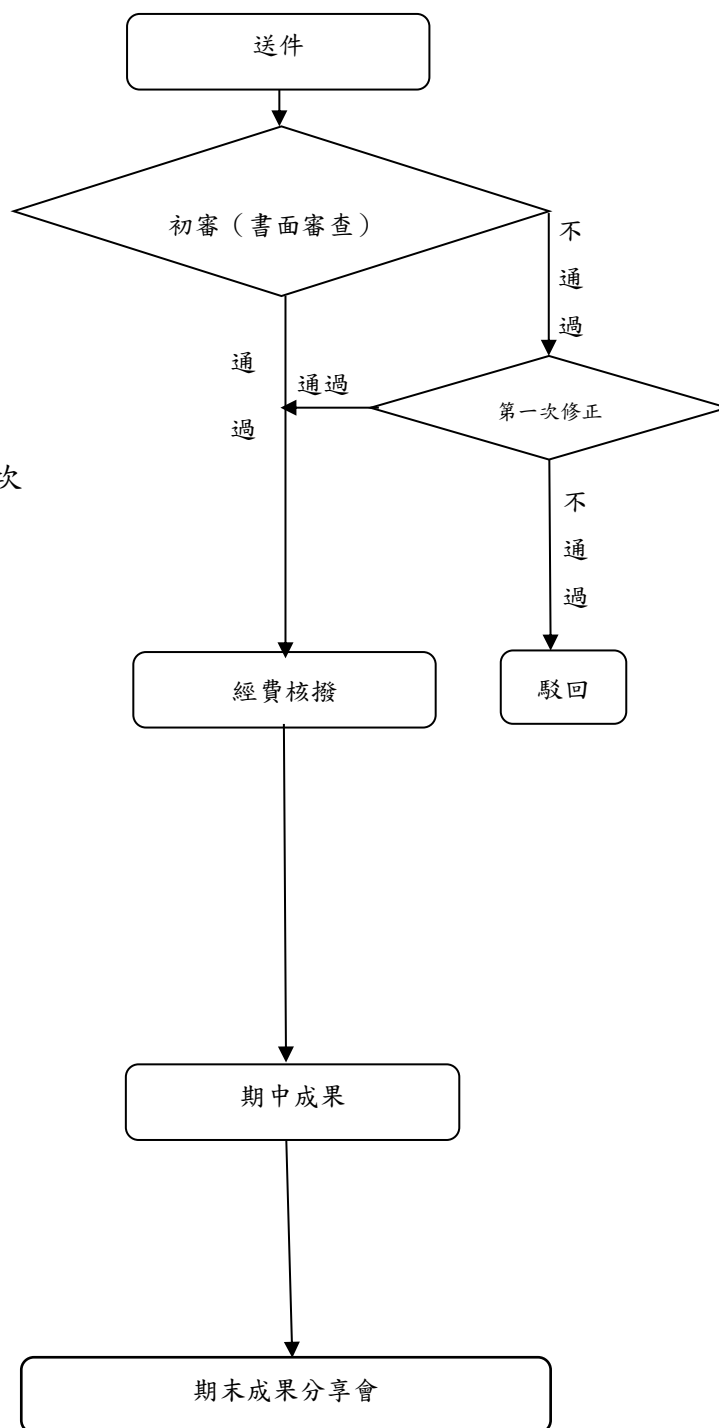 送件
初審（書面審查）
不通過
通過
通過
第一次修正
次
不通過
經費核撥
駁回
期中成果
期末成果分享會